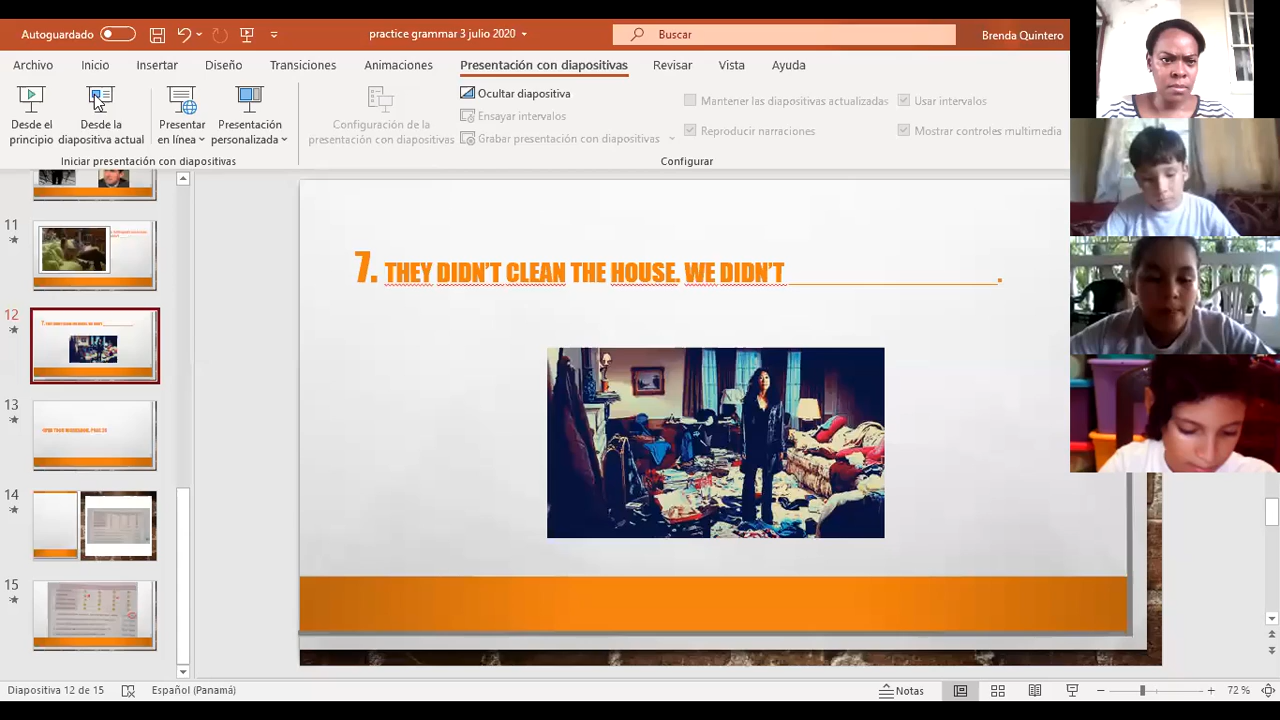 Autoguardado
practice grammar 3 julio 2020
Buscar
Brenda Quintero
Archivo Inicio Insertar Diseño Transiciones Animaciones Presentación con diapositivas Revisar Vista Ayuda
Desde el principio
Desde la diapositiva actual
Presentar en línea
Presentación personalizada
Configuración de la presentación con diapositivas
Ocultar diapositiva
Ensayar intervalos
Grabar presentación con diapositivas
Mantener las diapositivas actualizadas
Reproducir narraciones
Usar intervalos
Mostrar controles multimedia
Iniciar presentación con diapositivas
Configurar
11
12
13
14
15
7. THEY DIDN'T CLEAN THE HOUSE. WE DIDN'T ____________________.
Diapositiva 12 de 15
Español (Panamá)
Notas
72 %